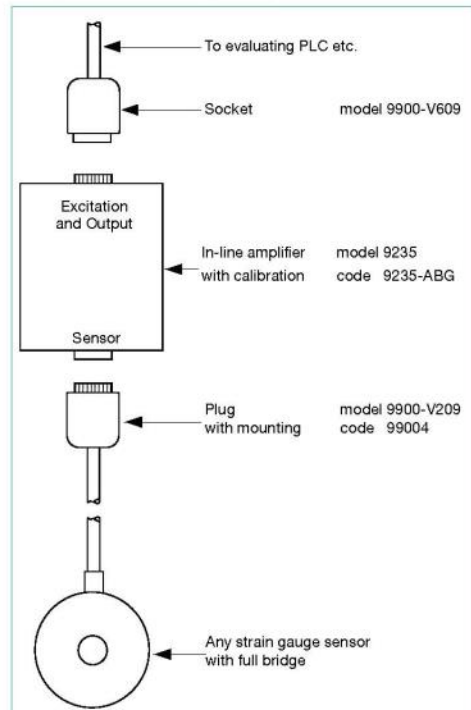 To evaluating PLC etc.
Socket model 9900-V609
Excitation
and Output
In-line amplifier model 9235
with calibration code 9235-ABG
Sensor
Plug model 9900-V209
with mounting code 99004
Any strain gauge sensor
with full bridge